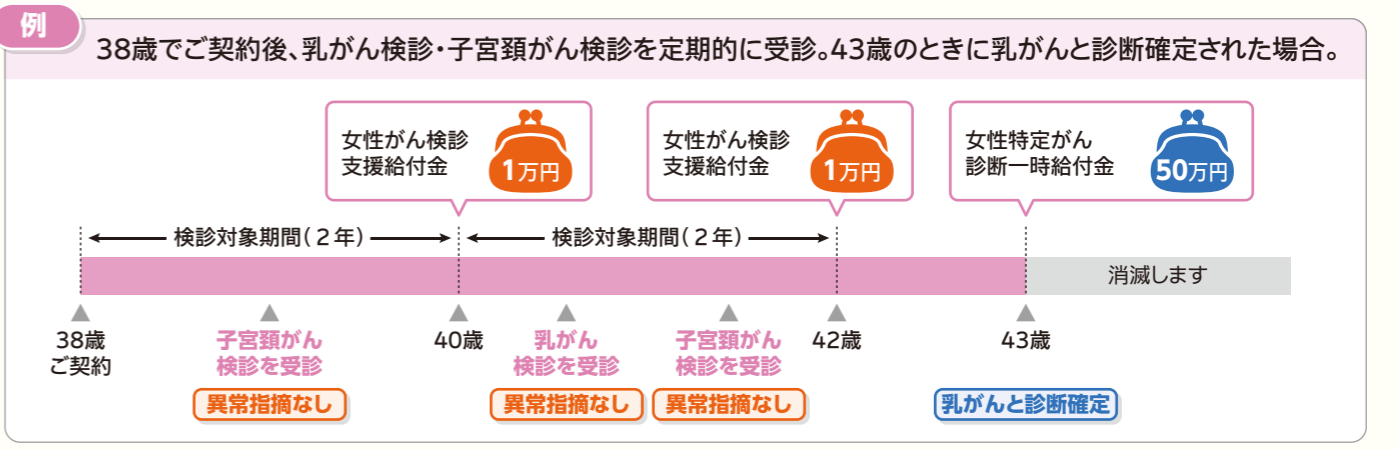 例
38歳でご契約後、乳がん検診・子宮頸がん検診を定期的に受診。43歳のときに乳がんと診断確定された場合。
女性がん検診
支援給付金
1万円
女性がん検診
支援給付金
1万円
女性特定がん
診断一時給付金
50万円
検診対象期間(2年)
検診対象期間(2年)
消滅します
38歳
ご契約
子宮頸がん
検診を受診
異常指摘なし
40歳
乳がん
検診を受診
異常指摘なし
子宮頸がん
検診を受診
異常指摘なし
42歳
43歳
乳がんと診断確定